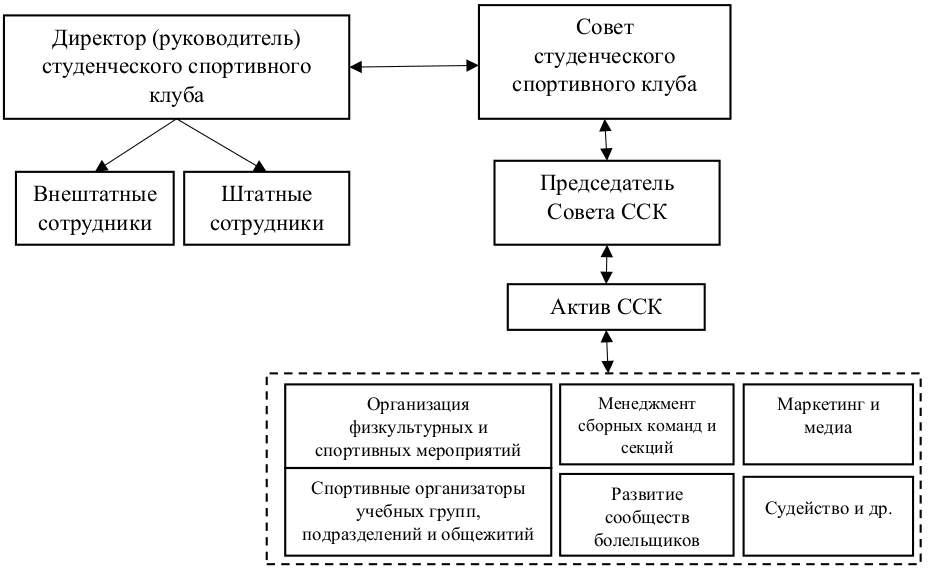 Директор (руководитель)
студенческого спортивного
клуба
Совет
студенческого
спортивного клуба
Внештатные
сотрудники
Штатные
сотрудники
Председатель
Совета ССК
Актив ССК
Организация
физкультурных и
спортивных мероприятий
Менеджмент
сборных команд и
секций
Маркетинг и
медиа
Спортивные организаторы
учебных групп,
подразделений и общежитий
Развитие
сообществ
болельщиков
Судейство и др.